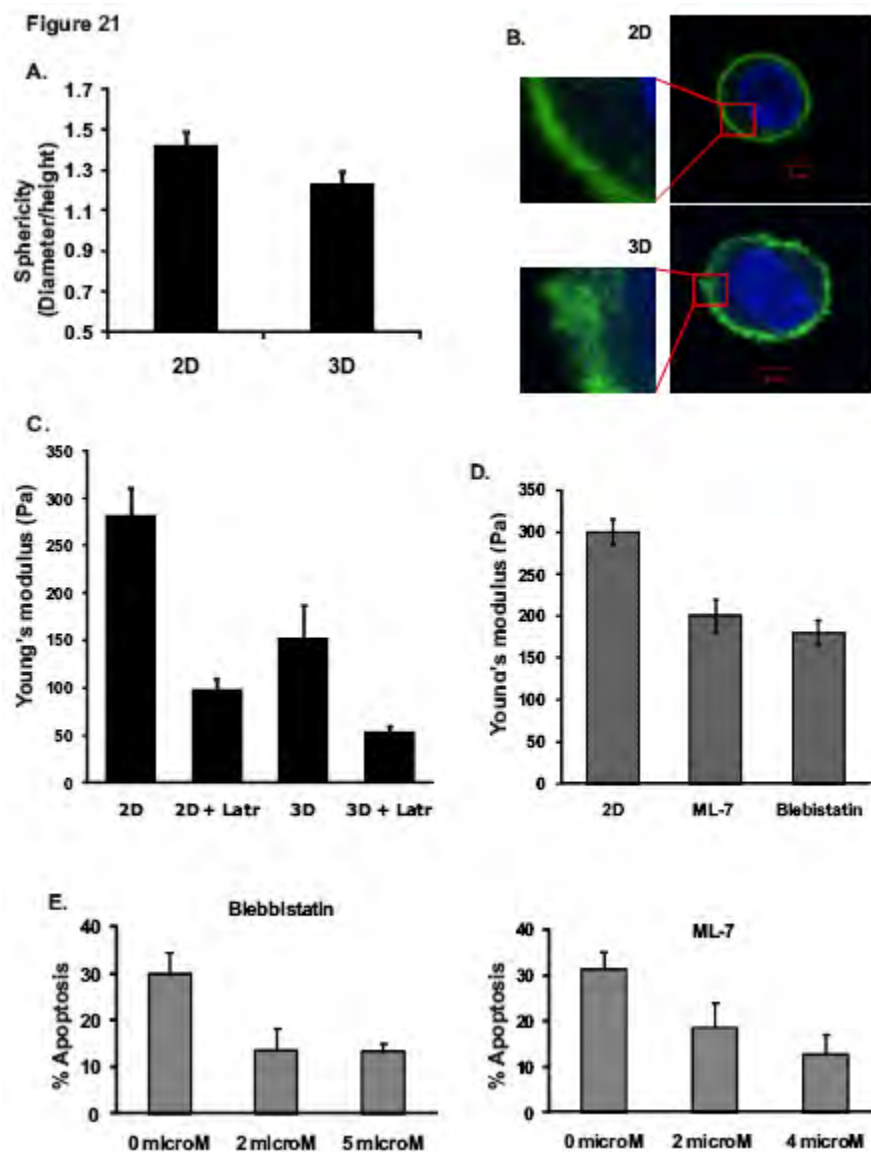 Figure 21
A.
Sphericity
(Diameter/height)
1.7
1.5
1.3
1.1
0.9
0.7
0.5
2D
3D
B.
2D
3D
C.
Young's modulus (Pa)
350
300
250
200
150
100
50
0
2D
2D + Latr
3D
3D + Latr
D.
Young's modulus (Pa)
350
300
250
200
150
100
50
0
2D
ML-7
Blebistatin
E.
Blebbistatin
% Apoptosis
40
30
20
10
0
0 microM
2 microM
5 microM
ML-7
% Apoptosis
40
30
20
10
0
0 microM
2 microM
4 microM